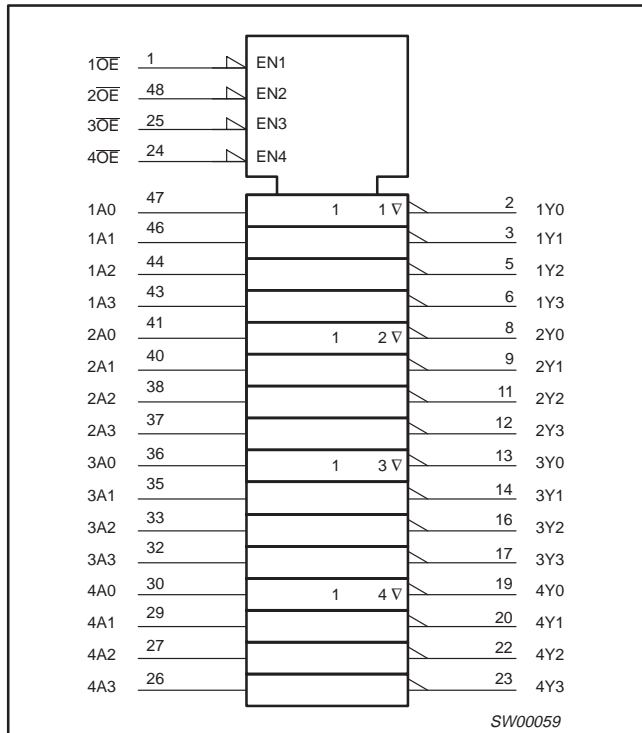 1O̅E̅ 1 EN1
2O̅E̅ 48 EN2
3O̅E̅ 25 EN3
4O̅E̅ 24 EN4
1A0 47 1 1 ∇ 2 1Y0
1A1 46 3 1Y1
1A2 44 5 1Y2
1A3 43 6 1Y3
2A0 41 1 2 ∇ 8 2Y0
2A1 40 9 2Y1
2A2 38 11 2Y2
2A3 37 12 2Y3
3A0 36 1 3 ∇ 13 3Y0
3A1 35 14 3Y1
3A2 33 16 3Y2
3A3 32 17 3Y3
4A0 30 1 4 ∇ 19 4Y0
4A1 29 20 4Y1
4A2 27 22 4Y2
4A3 26 23 4Y3
SW00059